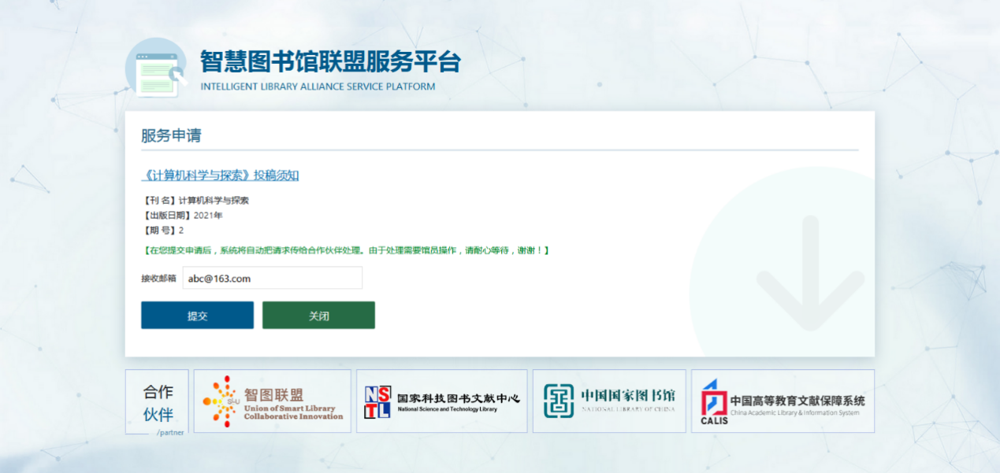 智慧图书馆联盟服务平台
INTELLIGENT LIBRARY ALLIANCE SERVICE PLATFORM
服务申请
《计算机科学与探索》投稿须知
【刊 名】计算机科学与探索
【出版日期】2021年
【期 号】2
【在您提交申请后，系统将自动把请求传给合作伙伴处理。由于处理需要馆员操作，请耐心等待，谢谢！】
接收邮箱 abc@163.com
提交 关闭
合作
伙伴
/partner
智图联盟
Union of Smart Library
Collaborative Innovation
NSTL
国家科技图书文献中心
National Science and Technology Library
中国国家图书馆
NATIONAL LIBRARY OF CHINA
CALIS
中国高等教育文献保障系统
China Academic Library & Information System